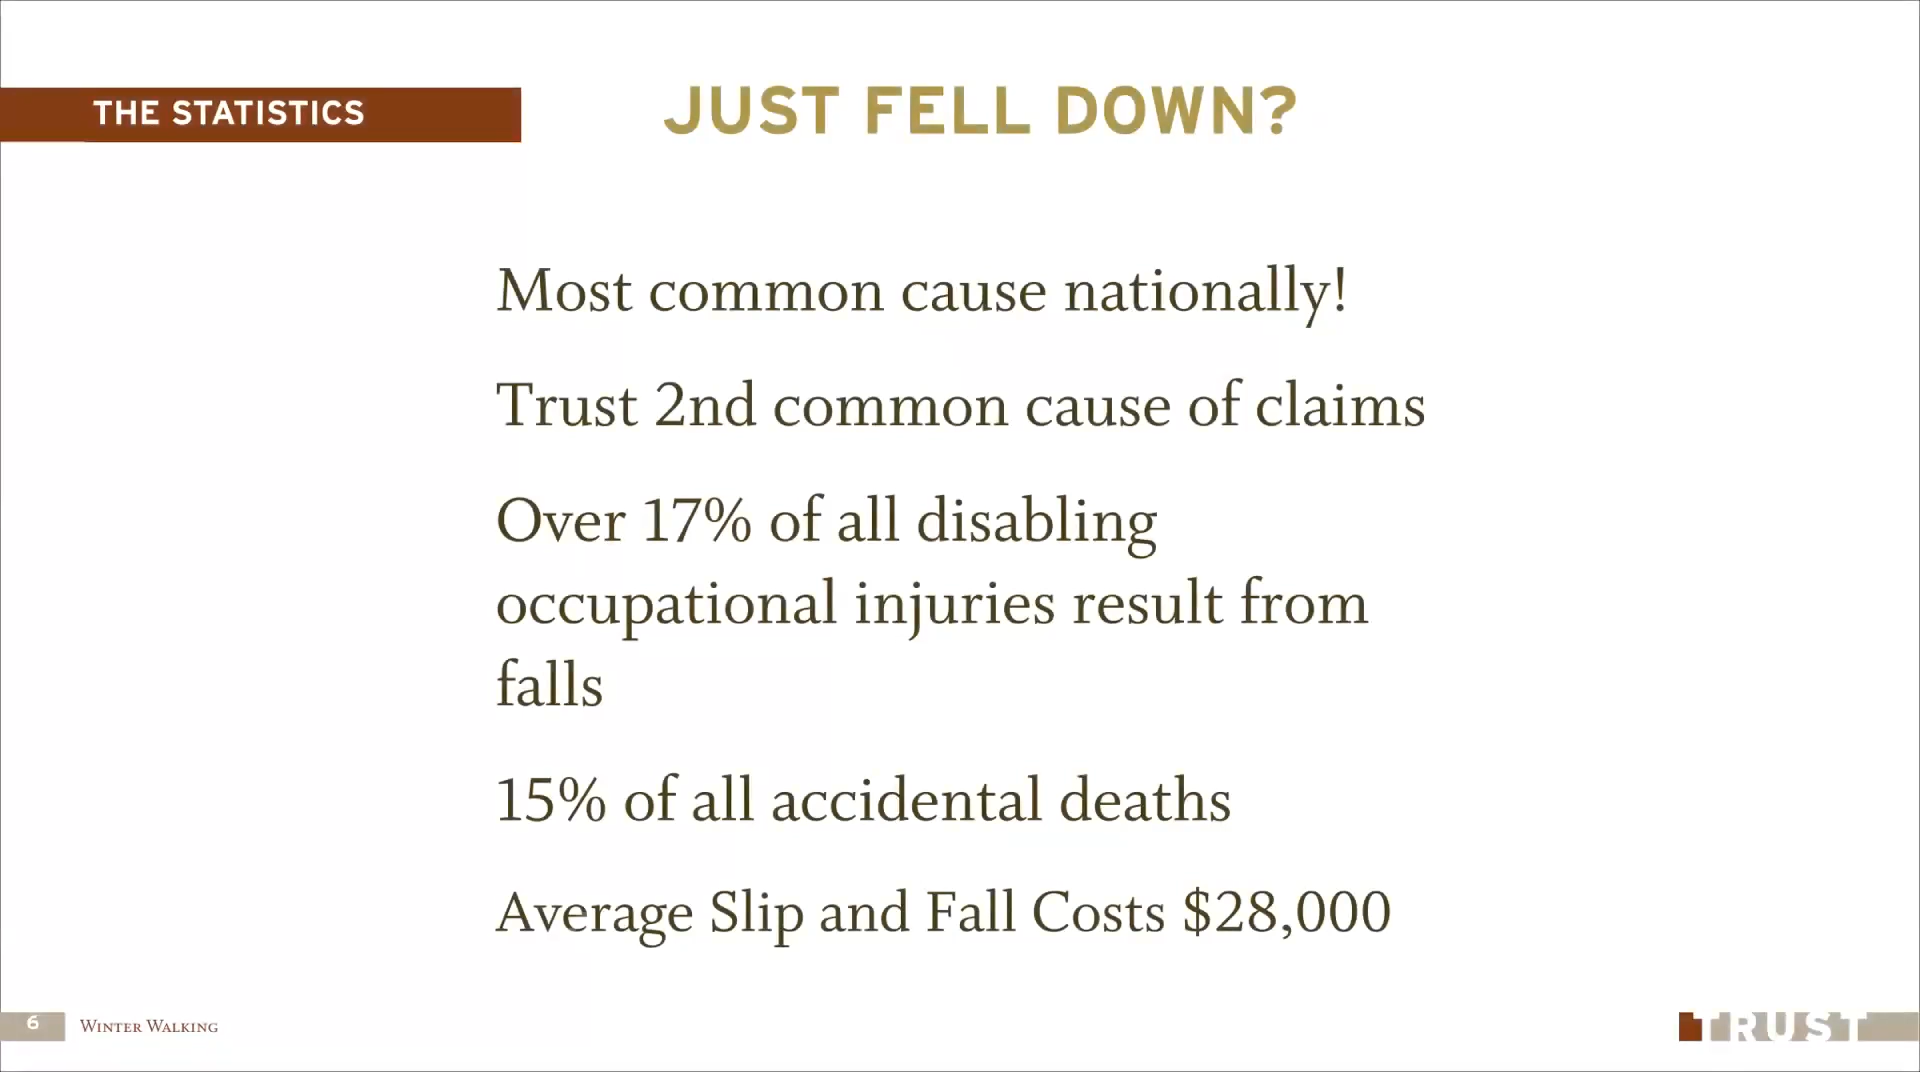 THE STATISTICS
JUST FELL DOWN?
Most common cause nationally!
Trust 2nd common cause of claims
Over 17% of all disabling
occupational injuries result from
falls
15% of all accidental deaths
Average Slip and Fall Costs $28,000
6
WINTER WALKING
TRUST